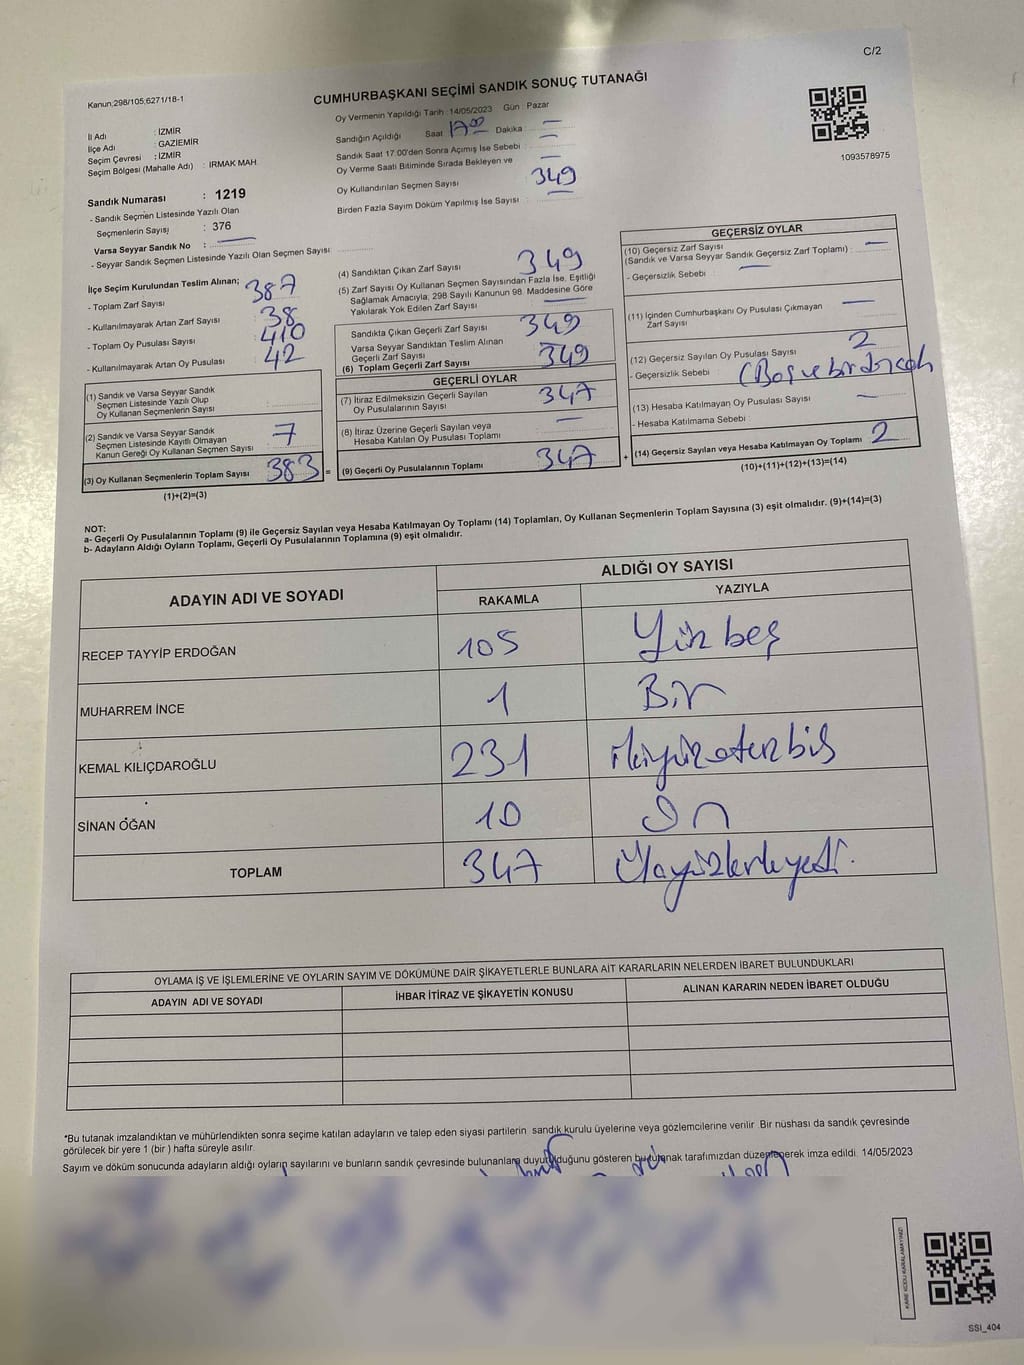 C/2
Kanun;298/105;6271/18-1
CUMHURBAŞKANI SEÇİMİ SANDIK SONUÇ TUTANAĞI
Oy Vermenin Yapıldığı Tarih : 14/05/2023 Gün : Pazar
İl Adı : İZMİR
İlçe Adı : GAZİEMİR
Seçim Çevresi : İZMİR
Seçim Bölgesi (Mahalle Adı) : IRMAK MAH.
Sandığın Açıldığı Saat 17 00 Dakika : —
Sandık Saat 17:00'den Sonra Açımış İse Sebebi : —
Oy Verme Saati Bitiminde Sırada Bekleyen ve
Oy Kullandırılan Seçmen Sayısı — 349
Birden Fazla Sayım Döküm Yapılmış İse Sayısı : —
1093578975
Sandık Numarası : 1219
- Sandık Seçmen Listesinde Yazılı Olan
Seçmenlerin Sayısı : 376
Varsa Seyyar Sandık No : —
- Seyyar Sandık Seçmen Listesinde Yazılı Olan Seçmen Sayısı:
İlçe Seçim Kurulundan Teslim Alınan;
- Toplam Zarf Sayısı 387
- Kullanılmayarak Artan Zarf Sayısı 38
- Toplam Oy Pusulası Sayısı 410
- Kullanılmayarak Artan Oy Pusulası 42
(1) Sandık ve Varsa Seyyar Sandık
Seçmen Listesinde Yazılı Olup
Oy Kullanan Seçmenlerin Sayısı
(2) Sandık ve Varsa Seyyar Sandık
Seçmen Listesinde Kayıtlı Olmayan
Kanun Gereği Oy Kullanan Seçmen Sayısı 7
(3) Oy Kullanan Seçmenlerin Toplam Sayısı 383 =
(1)+(2)=(3)
(4) Sandıktan Çıkan Zarf Sayısı 349
(5) Zarf Sayısı Oy Kullanan Seçmen Sayısından Fazla İse, Eşitliği
Sağlamak Amacıyla; 298 Sayılı Kanunun 98. Maddesine Göre
Yakılarak Yok Edilen Zarf Sayısı —
Sandıkta Çıkan Geçerli Zarf Sayısı 349
Varsa Seyyar Sandıktan Teslim Alınan
Geçerli Zarf Sayısı
(6) Toplam Geçerli Zarf Sayısı 349
GEÇERLİ OYLAR
(7) İtiraz Edilmeksizin Geçerli Sayılan
Oy Pusulalarının Sayısı 347
(8) İtiraz Üzerine Geçerli Sayılan veya
Hesaba Katılan Oy Pusulası Toplamı —
(9) Geçerli Oy Pusulalarının Toplamı 347 +
GEÇERSİZ OYLAR
(10) Geçersiz Zarf Sayısı
(Sandık ve Varsa Seyyar Sandık Geçersiz Zarf Toplamı) : —
- Geçersizlik Sebebi : —
(11) İçinden Cumhurbaşkanı Oy Pusulası Çıkmayan
Zarf Sayısı —
(12) Geçersiz Sayılan Oy Pusulası Sayısı 2
- Geçersizlik Sebebi : (Boş ve bir
(13) Hesaba Katılmayan Oy Pusulası Sayısı —
- Hesaba Katılmama Sebebi :
(14) Geçersiz Sayılan veya Hesaba Katılmayan Oy Toplamı 2
(10)+(11)+(12)+(13)=(14)
NOT:
a- Geçerli Oy Pusulalarının Toplamı (9) ile Geçersiz Sayılan veya Hesaba Katılmayan Oy Toplamı (14) Toplamları, Oy Kullanan Seçmenlerin Toplam Sayısına (3) eşit olmalıdır. (9)+(14)=(3)
b- Adayların Aldığı Oyların Toplamı, Geçerli Oy Pusulalarının Toplamına (9) eşit olmalıdır.
ADAYIN ADI VE SOYADI ALDIĞI OY SAYISI
RAKAMLA YAZIYLA
RECEP TAYYİP ERDOĞAN 105 Yüz beş
MUHARREM İNCE 1 Bir
KEMAL KILIÇDAROĞLU 231 ikiyüzotuzbir
SİNAN OĞAN 10 On
TOPLAM 347
OYLAMA İŞ VE İŞLEMLERİNE VE OYLARIN SAYIM VE DÖKÜMÜNE DAİR ŞİKAYETLERLE BUNLARA AİT KARARLARIN NELERDEN İBARET BULUNDUKLARI
ADAYIN ADI VE SOYADI İHBAR İTİRAZ VE ŞİKAYETİN KONUSU ALINAN KARARIN NEDEN İBARET OLDUĞU
*Bu tutanak imzalandıktan ve mühürlendikten sonra seçime katılan adayların ve talep eden siyasi partilerin sandık kurulu üyelerine veya gözlemcilerine verilir. Bir nüshası da sandık çevresinde
görülecek bir yere 1 (bir ) hafta süreyle asılır.
Sayım ve döküm sonucunda adayların aldığı oyların sayılarını ve bunların sandık çevresinde bulunanlara duyurulduğunu gösteren bu tutanak tarafımızdan düzenlenerek imza edildi. 14/05/2023
KARE KODU KARALAMAYINIZ!
SSI_404